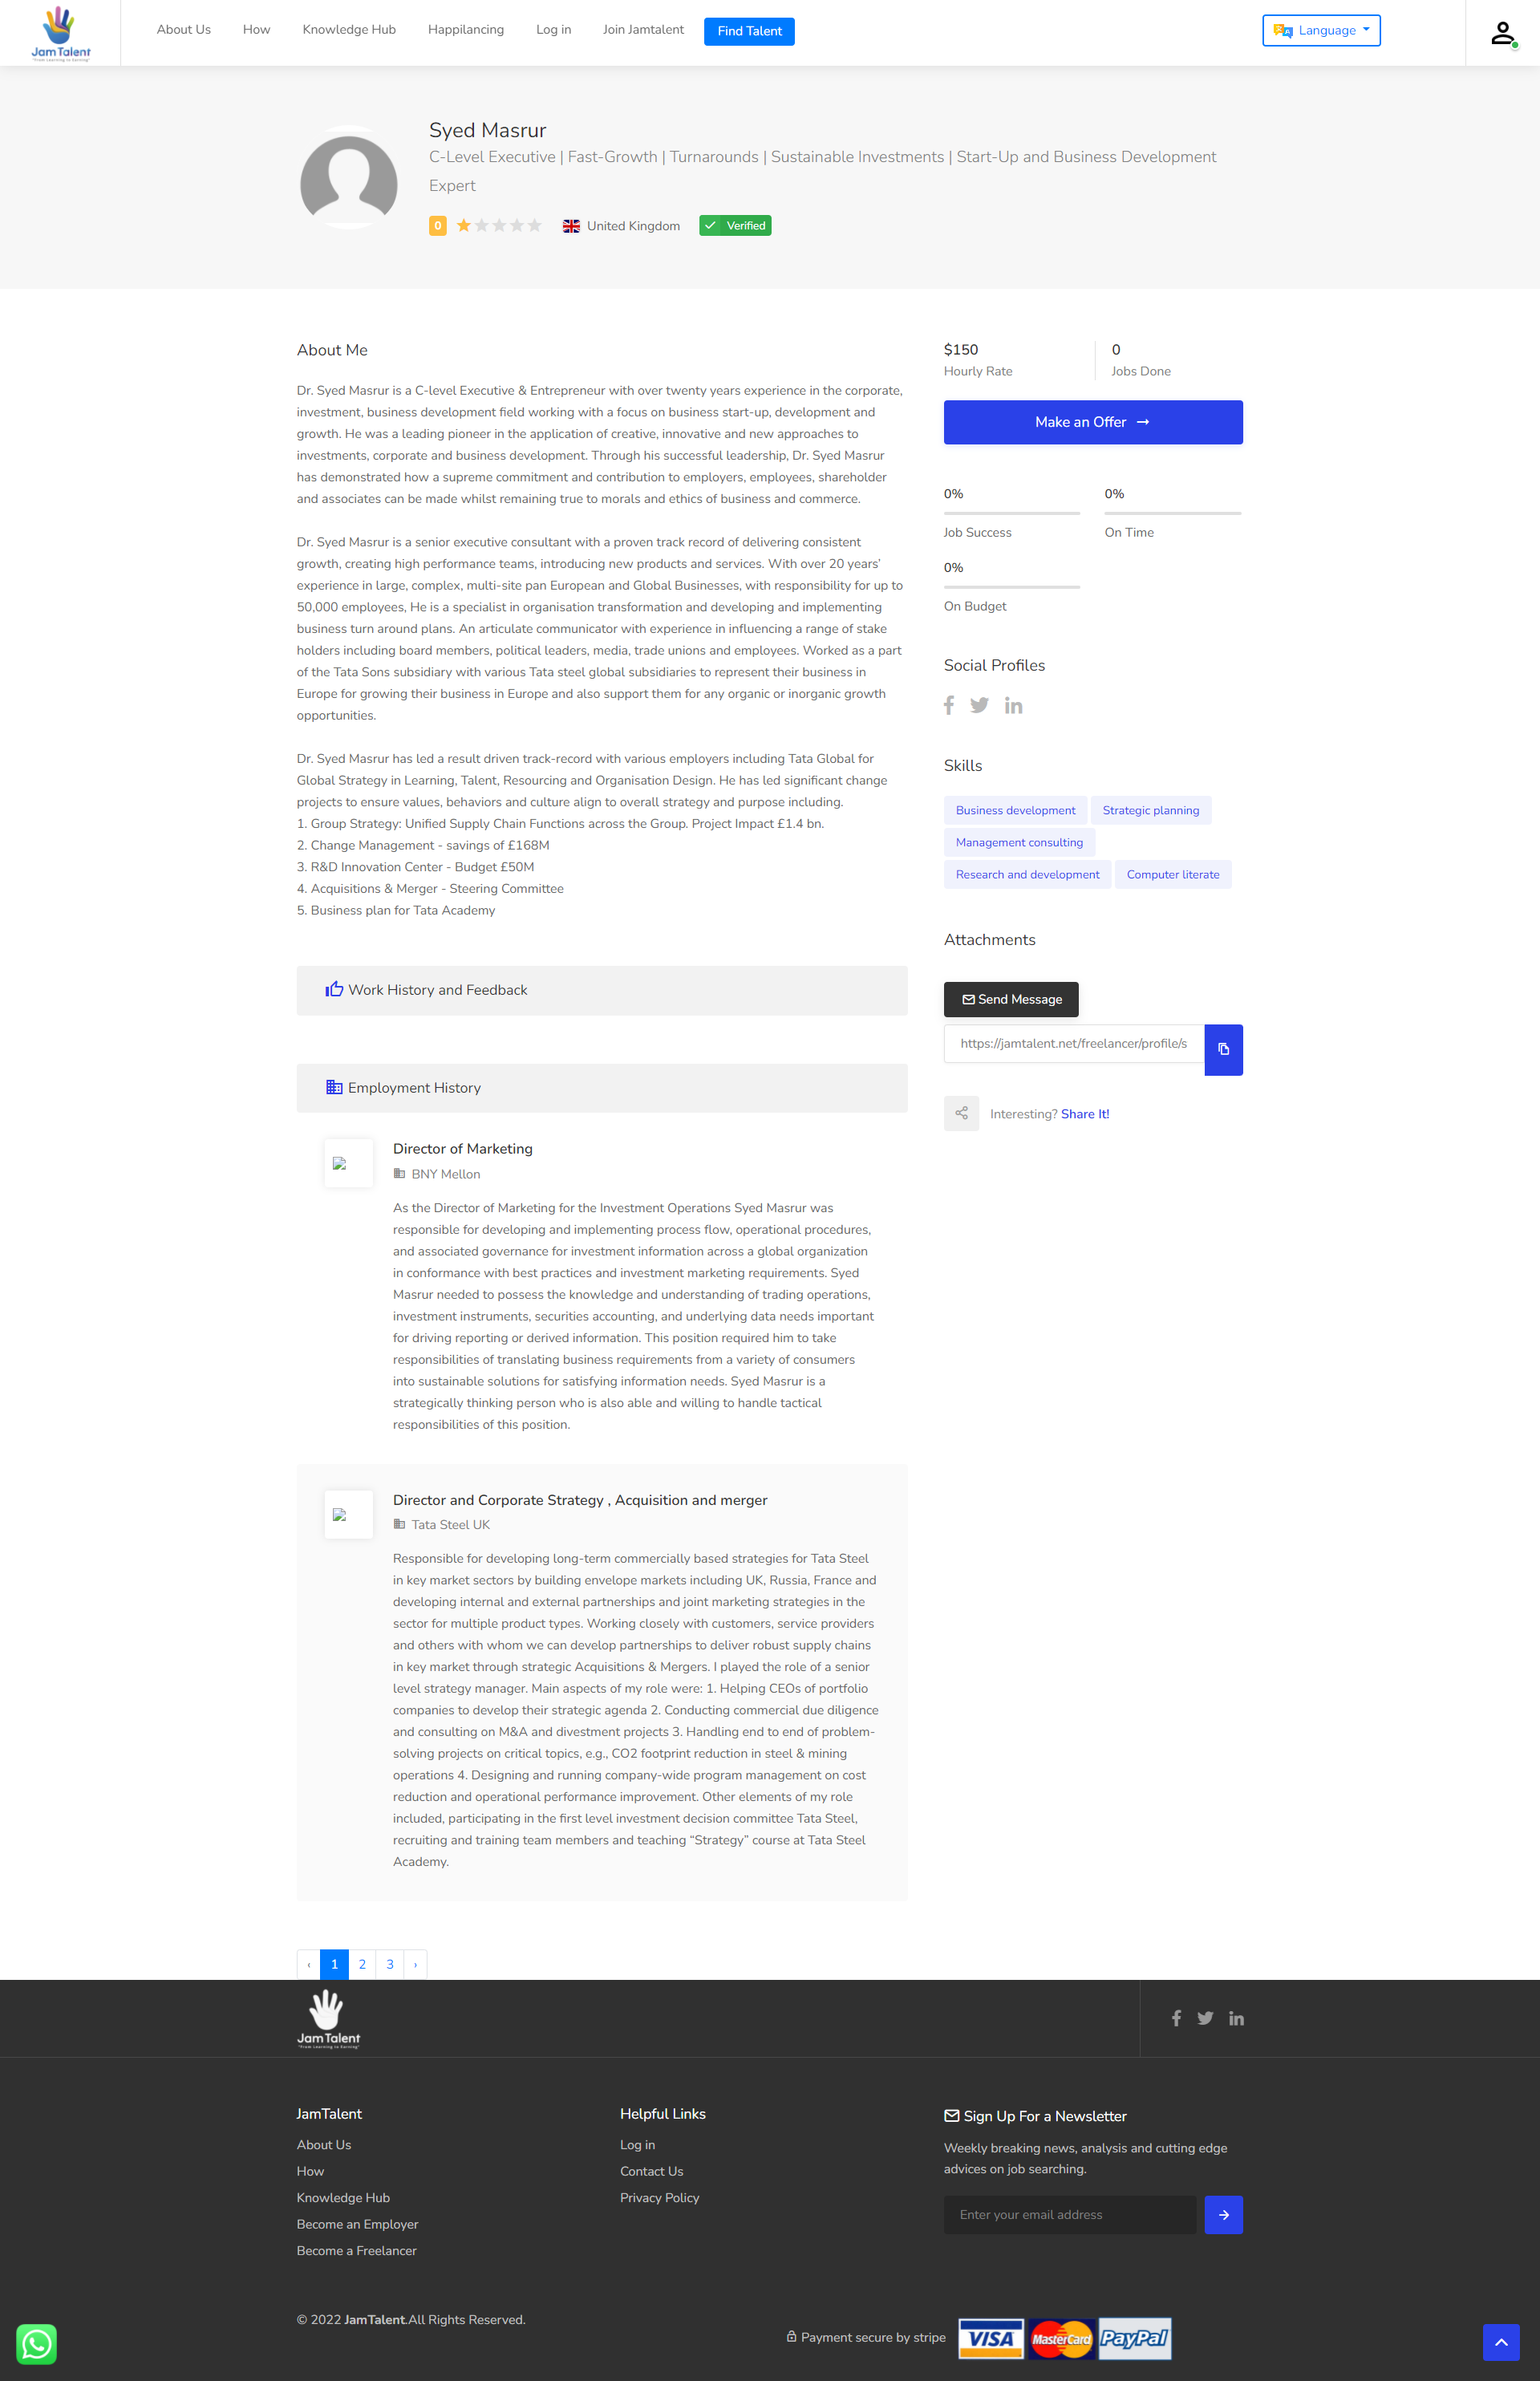 JamTalent
"From Learning to Earning"
About Us
How
Knowledge Hub
Happilancing
Log in
Join Jamtalent
Find Talent
Language
Syed Masrur
C-Level Executive | Fast-Growth | Turnarounds | Sustainable Investments | Start-Up and Business Development
Expert
0
United Kingdom
Verified
About Me
Dr. Syed Masrur is a C-level Executive & Entrepreneur with over twenty years experience in the corporate,
investment, business development field working with a focus on business start-up, development and
growth. He was a leading pioneer in the application of creative, innovative and new approaches to
investments, corporate and business development. Through his successful leadership, Dr. Syed Masrur
has demonstrated how a supreme commitment and contribution to employers, employees, shareholder
and associates can be made whilst remaining true to morals and ethics of business and commerce.
Dr. Syed Masrur is a senior executive consultant with a proven track record of delivering consistent
growth, creating high performance teams, introducing new products and services. With over 20 years’
experience in large, complex, multi-site pan European and Global Businesses, with responsibility for up to
50,000 employees, He is a specialist in organisation transformation and developing and implementing
business turn around plans. An articulate communicator with experience in influencing a range of stake
holders including board members, political leaders, media, trade unions and employees. Worked as a part
of the Tata Sons subsidiary with various Tata steel global subsidiaries to represent their business in
Europe for growing their business in Europe and also support them for any organic or inorganic growth
opportunities.
Dr. Syed Masrur has led a result driven track-record with various employers including Tata Global for
Global Strategy in Learning, Talent, Resourcing and Organisation Design. He has led significant change
projects to ensure values, behaviors and culture align to overall strategy and purpose including.
1. Group Strategy: Unified Supply Chain Functions across the Group. Project Impact £1.4 bn.
2. Change Management - savings of £168M
3. R&D Innovation Center - Budget £50M
4. Acquisitions & Merger - Steering Committee
5. Business plan for Tata Academy
Work History and Feedback
Employment History
Director of Marketing
BNY Mellon
As the Director of Marketing for the Investment Operations Syed Masrur was
responsible for developing and implementing process flow, operational procedures,
and associated governance for investment information across a global organization
in conformance with best practices and investment marketing requirements. Syed
Masrur needed to possess the knowledge and understanding of trading operations,
investment instruments, securities accounting, and underlying data needs important
for driving reporting or derived information. This position required him to take
responsibilities of translating business requirements from a variety of consumers
into sustainable solutions for satisfying information needs. Syed Masrur is a
strategically thinking person who is also able and willing to handle tactical
responsibilities of this position.
Director and Corporate Strategy , Acquisition and merger
Tata Steel UK
Responsible for developing long-term commercially based strategies for Tata Steel
in key market sectors by building envelope markets including UK, Russia, France and
developing internal and external partnerships and joint marketing strategies in the
sector for multiple product types. Working closely with customers, service providers
and others with whom we can develop partnerships to deliver robust supply chains
in key market through strategic Acquisitions & Mergers. I played the role of a senior
level strategy manager. Main aspects of my role were: 1. Helping CEOs of portfolio
companies to develop their strategic agenda 2. Conducting commercial due diligence
and consulting on M&A and divestment projects 3. Handling end to end of problem-
solving projects on critical topics, e.g., CO2 footprint reduction in steel & mining
operations 4. Designing and running company-wide program management on cost
reduction and operational performance improvement. Other elements of my role
included, participating in the first level investment decision committee Tata Steel,
recruiting and training team members and teaching “Strategy” course at Tata Steel
Academy.
‹ 1 2 3 ›
$150
Hourly Rate
0
Jobs Done
Make an Offer
0%
Job Success
0%
On Time
0%
On Budget
Social Profiles
Skills
Business development
Strategic planning
Management consulting
Research and development
Computer literate
Attachments
Send Message
https://jamtalent.net/freelancer/profile/s
Interesting? Share It!
JamTalent
"From Learning to Earning"
JamTalent
About Us
How
Knowledge Hub
Become an Employer
Become a Freelancer
Helpful Links
Log in
Contact Us
Privacy Policy
Sign Up For a Newsletter
Weekly breaking news, analysis and cutting edge
advices on job searching.
Enter your email address
© 2022 JamTalent.All Rights Reserved.
Payment secure by stripe
VISA
MasterCard
PayPal